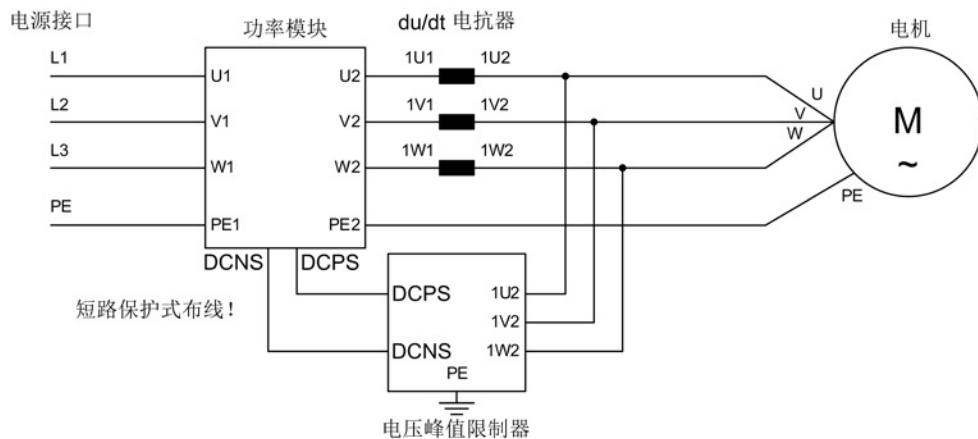 电源接口
功率模块
du/dt 电抗器
电机
L1
U1
U2
1U1
1U2
U
L2
V1
V2
1V1
1V2
V
M
~
L3
W1
W2
1W1
1W2
W
PE
PE1
PE2
PE
DCNS
DCPS
短路保护式布线！
DCPS
1U2
1V2
DCNS
1W2
PE
电压峰值限制器